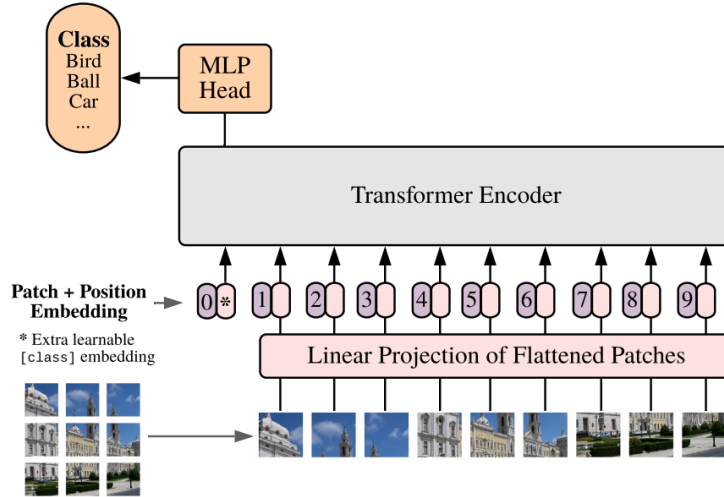 Class
Bird
Ball
Car
...
MLP
Head
Transformer Encoder
Patch + Position
Embedding
0 * 1 2 3 4 5 6 7 8 9
* Extra learnable
[class] embedding
Linear Projection of Flattened Patches